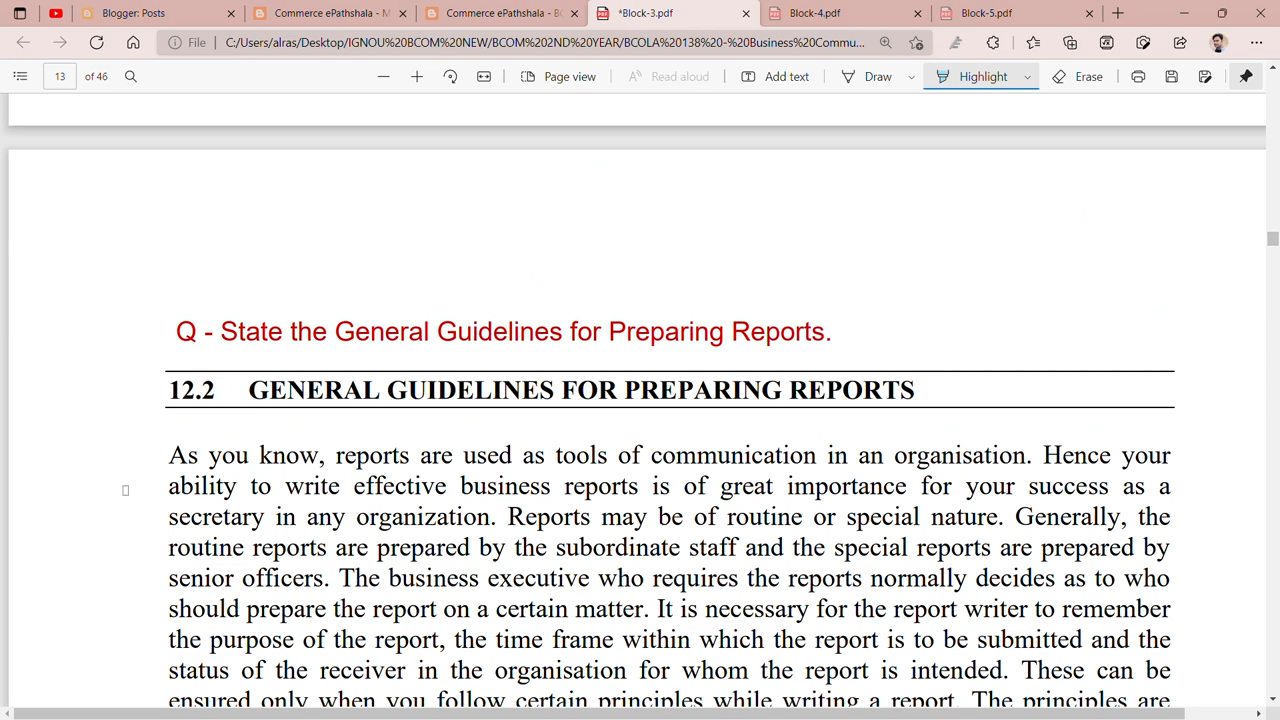 Blogger: Posts
Commerce ePathshala - M
Commerce ePathshala - BC
*Block-3.pdf
Block-4.pdf
Block-5.pdf
File
C:/Users/alras/Desktop/IGNOU%20BCOM%20NEW/BCOM%202ND%20YEAR/BCOLA%20138%20-%20Business%20Commu...
13 of 46
Page view
Read aloud
Add text
Draw
Highlight
Erase
Q - State the General Guidelines for Preparing Reports.
12.2 GENERAL GUIDELINES FOR PREPARING REPORTS
As you know, reports are used as tools of communication in an organisation. Hence your
ability to write effective business reports is of great importance for your success as a
secretary in any organization. Reports may be of routine or special nature. Generally, the
routine reports are prepared by the subordinate staff and the special reports are prepared by
senior officers. The business executive who requires the reports normally decides as to who
should prepare the report on a certain matter. It is necessary for the report writer to remember
the purpose of the report, the time frame within which the report is to be submitted and the
status of the receiver in the organisation for whom the report is intended. These can be
ensured only when you follow certain principles while writing a report. The principles are